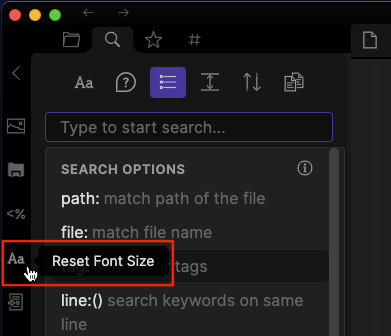 Aa
Type to start search...
SEARCH OPTIONS
path: match path of the file
file: match file name
<%
Aa
Reset Font Size
tags
line:() search keywords on same
line